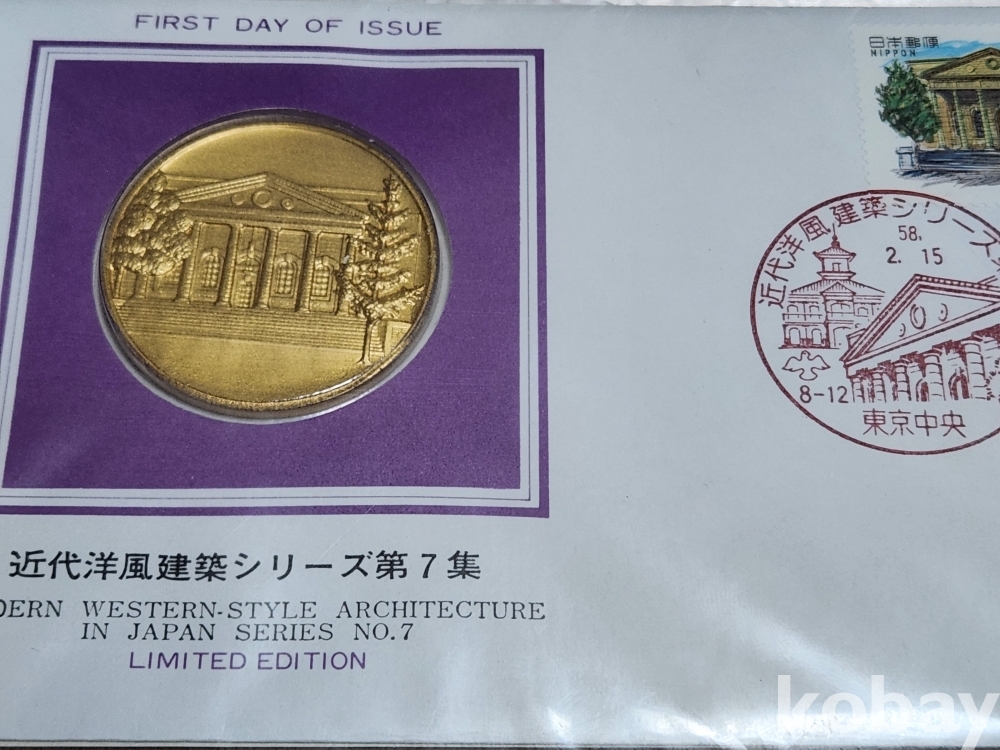 FIRST DAY OF ISSUE
日本郵便
NIPPON
近代洋風建築シリーズ
58.
2. 15
8-12
東京中央
近代洋風建築シリーズ第7集
DERN WESTERN-STYLE ARCHITECTURE
IN JAPAN SERIES NO.7
LIMITED EDITION
kobay